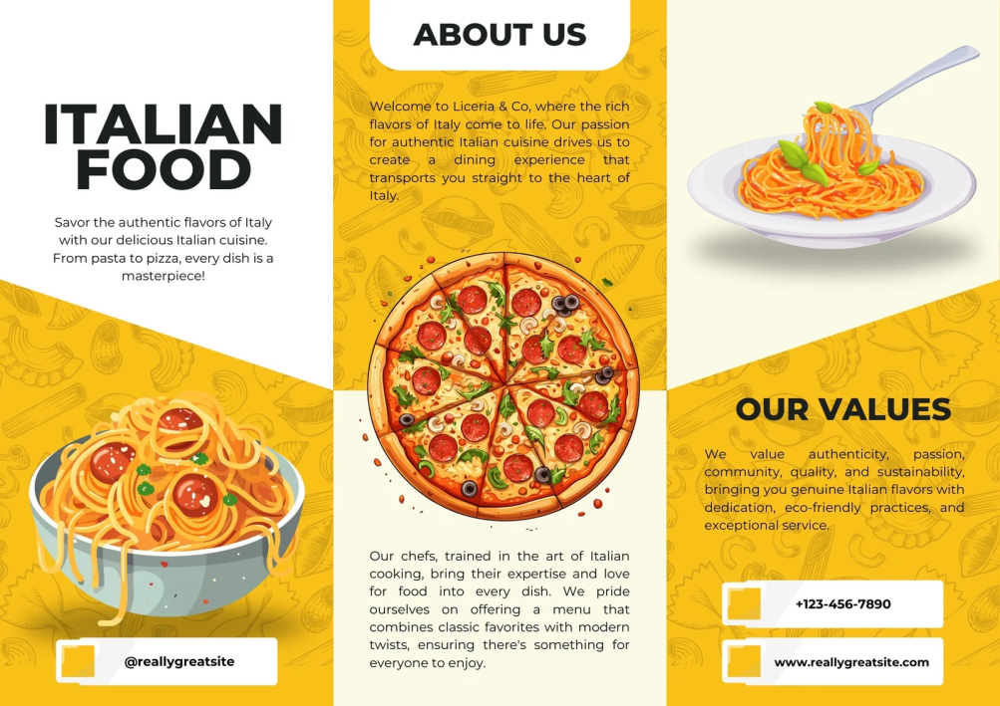 ITALIAN
FOOD
Savor the authentic flavors of Italy
with our delicious Italian cuisine.
From pasta to pizza, every dish is a
masterpiece!
@reallygreatsite
ABOUT US
Welcome to Liceria & Co, where the rich
flavors of Italy come to life. Our passion
for authentic Italian cuisine drives us to
create a dining experience that
transports you straight to the heart of
Italy.
Our chefs, trained in the art of Italian
cooking, bring their expertise and love
for food into every dish. We pride
ourselves on offering a menu that
combines classic favorites with modern
twists, ensuring there's something for
everyone to enjoy.
OUR VALUES
We value authenticity, passion,
community, quality, and sustainability,
bringing you genuine Italian flavors with
dedication, eco-friendly practices, and
exceptional service.
+123-456-7890
www.reallygreatsite.com